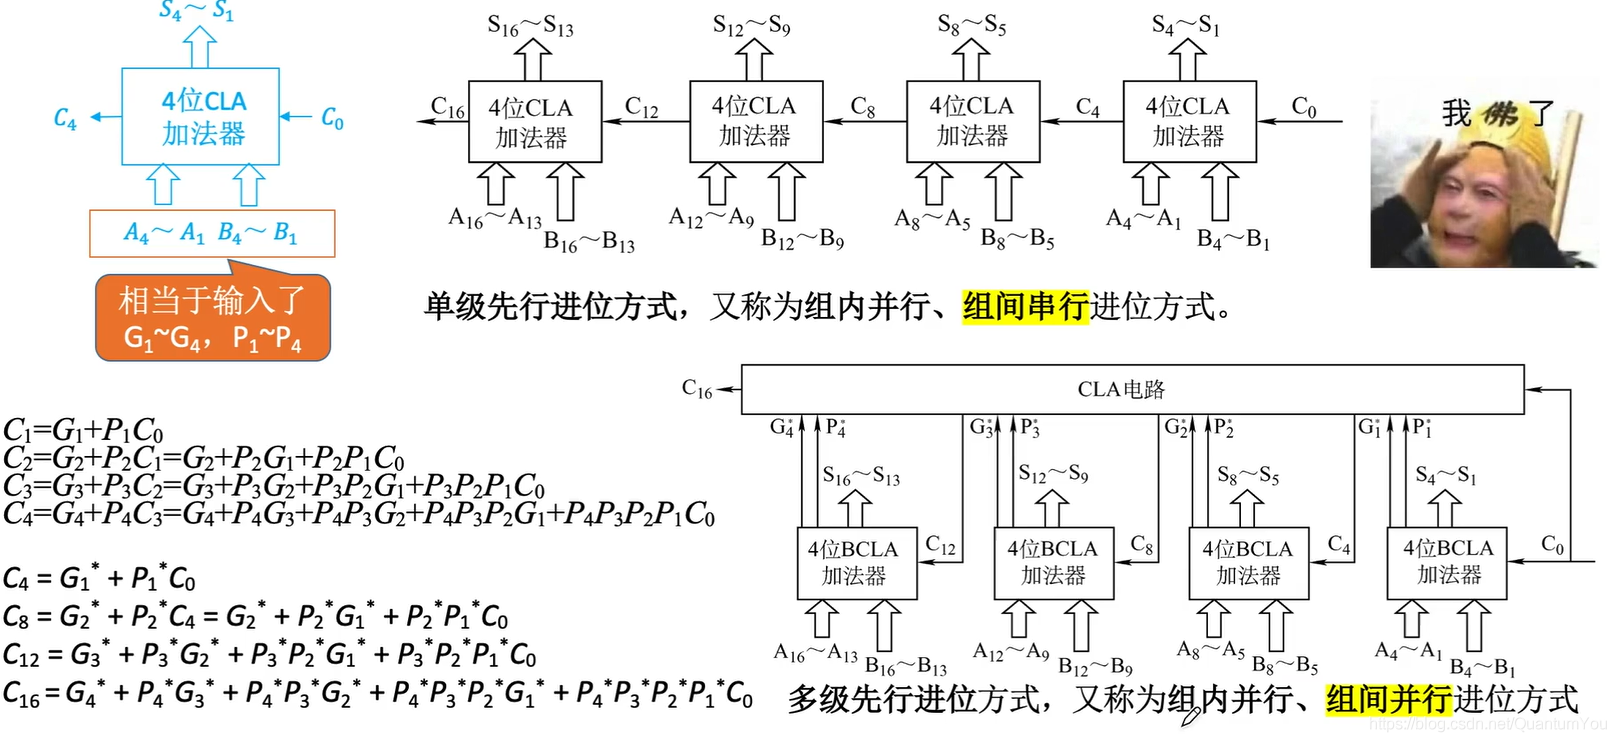 S₄～S₁
4位CLA
加法器
C₄
C₀
A₄～A₁ B₄～B₁
相当于输入了
G₁~G₄，P₁~P₄
S₁₆～S₁₃
S₁₂～S₉
S₈～S₅
S₄～S₁
C₁₆
4位CLA
加法器
C₁₂
4位CLA
加法器
C₈
4位CLA
加法器
C₄
4位CLA
加法器
C₀
A₁₆～A₁₃
B₁₆～B₁₃
A₁₂～A₉
B₁₂～B₉
A₈～A₅
B₈～B₅
A₄～A₁
B₄～B₁
我佛了
单级先行进位方式，又称为组内并行、组间串行进位方式。
C₁=G₁+P₁C₀
C₂=G₂+P₂C₁=G₂+P₂G₁+P₂P₁C₀
C₃=G₃+P₃C₂=G₃+P₃G₂+P₃P₂G₁+P₃P₂P₁C₀
C₄=G₄+P₄C₃=G₄+P₄G₃+P₄P₃G₂+P₄P₃P₂G₁+P₄P₃P₂P₁C₀
C₄ = G₁* + P₁*C₀
C₈ = G₂* + P₂*C₄ = G₂* + P₂*G₁* + P₂*P₁*C₀
C₁₂ = G₃* + P₃*G₂* + P₃*P₂*G₁* + P₃*P₂*P₁*C₀
C₁₆ = G₄* + P₄*G₃* + P₄*P₃*G₂* + P₄*P₃*P₂*G₁* + P₄*P₃*P₂*P₁*C₀
C₁₆
CLA电路
G₄* P₄*
G₃* P₃*
G₂* P₂*
G₁* P₁*
S₁₆～S₁₃
S₁₂～S₉
S₈～S₅
S₄～S₁
4位BCLA
加法器
C₁₂
4位BCLA
加法器
C₈
4位BCLA
加法器
C₄
4位BCLA
加法器
C₀
A₁₆～A₁₃
B₁₆～B₁₃
A₁₂～A₉
B₁₂～B₉
A₈～A₅
B₈～B₅
A₄～A₁
B₄～B₁
多级先行进位方式，又称为组内并行、组间并行进位方式
https://blog.csdn.net/QuantumYou